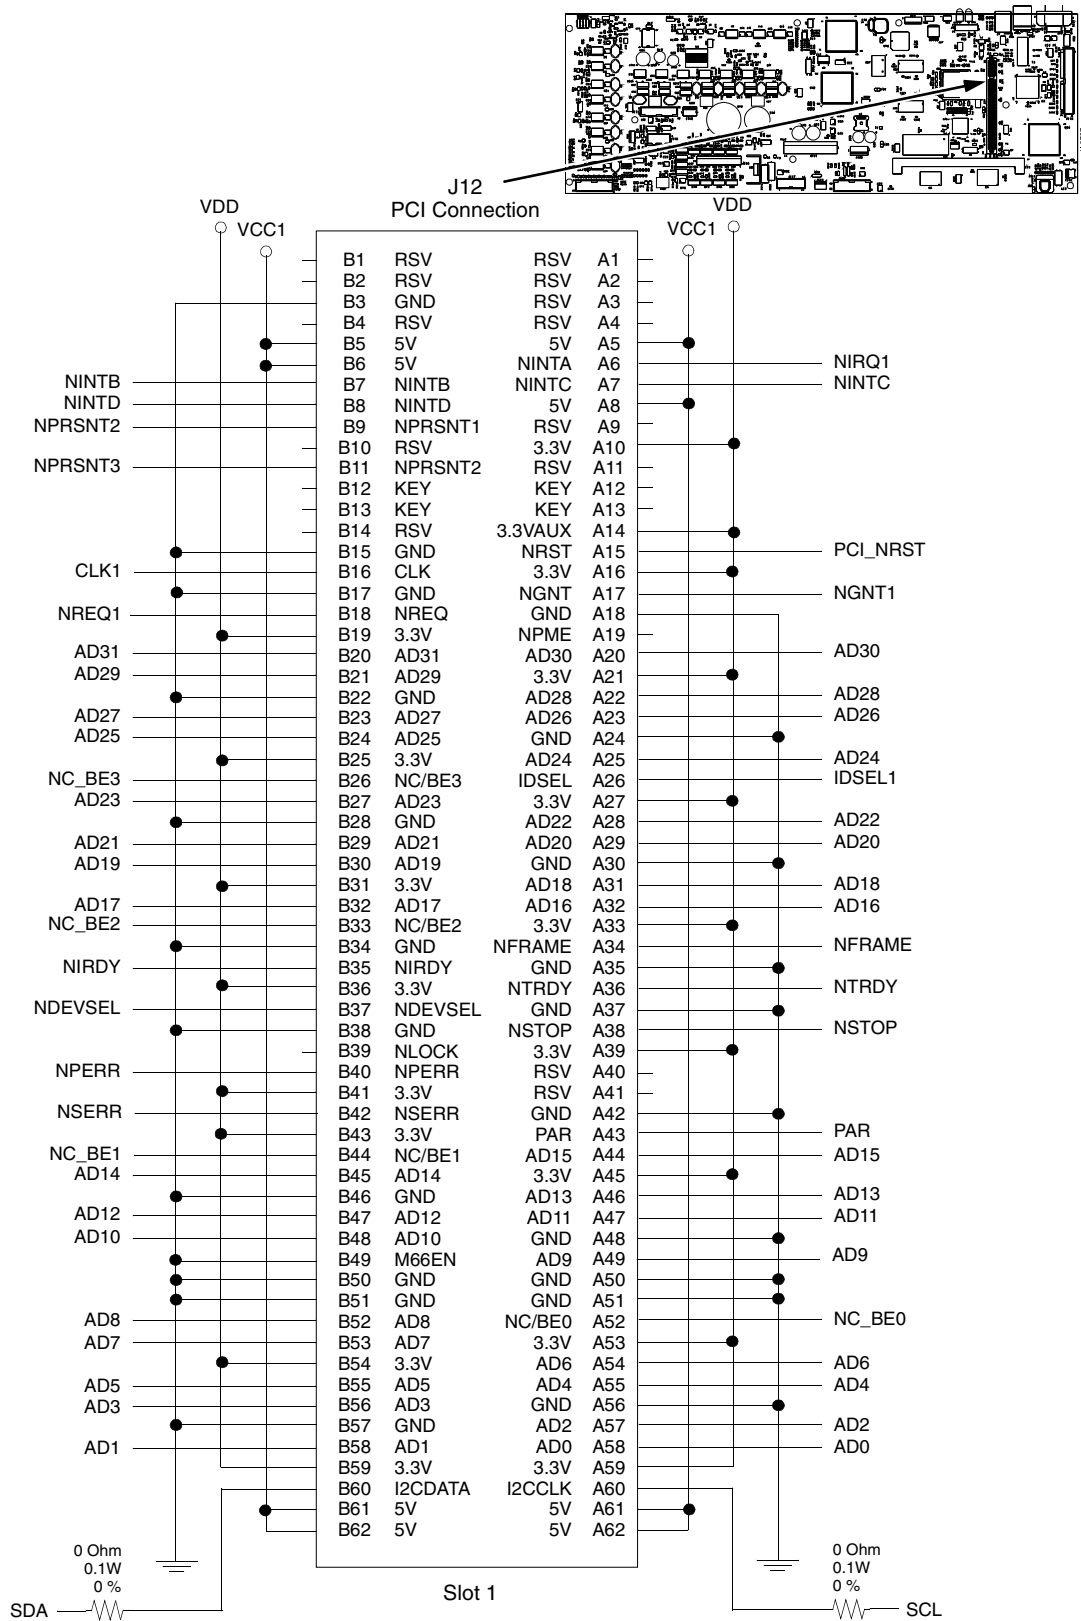 J12
PCI Connection
VDD
VCC1
VCC1
VDD
B1 RSV RSV A1
B2 RSV RSV A2
B3 GND RSV A3
B4 RSV RSV A4
B5 5V 5V A5
B6 5V NINTA A6 NIRQ1
NINTB B7 NINTB NINTC A7 NINTC
NINTD B8 NINTD 5V A8
NPRSNT2 B9 NPRSNT1 RSV A9
B10 RSV 3.3V A10
NPRSNT3 B11 NPRSNT2 RSV A11
B12 KEY KEY A12
B13 KEY KEY A13
B14 RSV 3.3VAUX A14
B15 GND NRST A15 PCI_NRST
CLK1 B16 CLK 3.3V A16
B17 GND NGNT A17 NGNT1
NREQ1 B18 NREQ GND A18
B19 3.3V NPME A19
AD31 B20 AD31 AD30 A20 AD30
AD29 B21 AD29 3.3V A21
B22 GND AD28 A22 AD28
AD27 B23 AD27 AD26 A23 AD26
AD25 B24 AD25 GND A24
B25 3.3V AD24 A25 AD24
NC_BE3 B26 NC/BE3 IDSEL A26 IDSEL1
AD23 B27 AD23 3.3V A27
B28 GND AD22 A28 AD22
AD21 B29 AD21 AD20 A29 AD20
AD19 B30 AD19 GND A30
B31 3.3V AD18 A31 AD18
AD17 B32 AD17 AD16 A32 AD16
NC_BE2 B33 NC/BE2 3.3V A33
B34 GND NFRAME A34 NFRAME
NIRDY B35 NIRDY GND A35
B36 3.3V NTRDY A36 NTRDY
NDEVSEL B37 NDEVSEL GND A37
B38 GND NSTOP A38 NSTOP
B39 NLOCK 3.3V A39
NPERR B40 NPERR RSV A40
B41 3.3V RSV A41
NSERR B42 NSERR GND A42
B43 3.3V PAR A43 PAR
NC_BE1 B44 NC/BE1 AD15 A44 AD15
AD14 B45 AD14 3.3V A45
B46 GND AD13 A46 AD13
AD12 B47 AD12 AD11 A47 AD11
AD10 B48 AD10 GND A48
B49 M66EN AD9 A49 AD9
B50 GND GND A50
B51 GND GND A51
AD8 B52 AD8 NC/BE0 A52 NC_BE0
AD7 B53 AD7 3.3V A53
B54 3.3V AD6 A54 AD6
AD5 B55 AD5 AD4 A55 AD4
AD3 B56 AD3 GND A56
B57 GND AD2 A57 AD2
AD1 B58 AD1 AD0 A58 AD0
B59 3.3V 3.3V A59
B60 I2CDATA I2CCLK A60
B61 5V 5V A61
B62 5V 5V A62
0 Ohm
0.1W
0 %
SDA
Slot 1
0 Ohm
0.1W
0 %
SCL